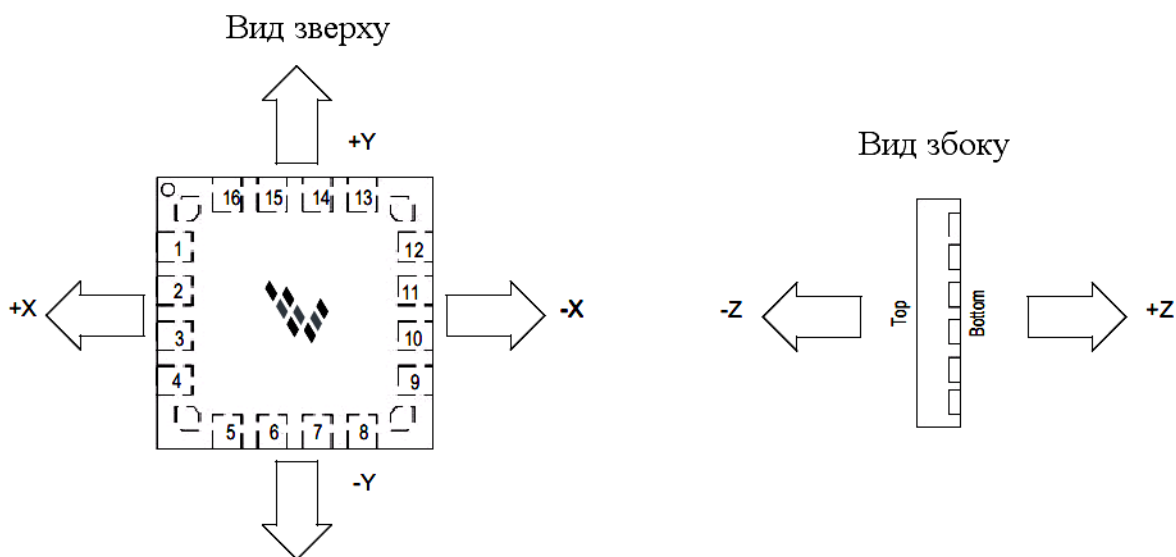 Вид зверху
+Y
Вид збоку
16 15 14 13
1 12
2 11
+X -X
-Z Top Bottom +Z
3 10
4 9
5 6 7 8
-Y